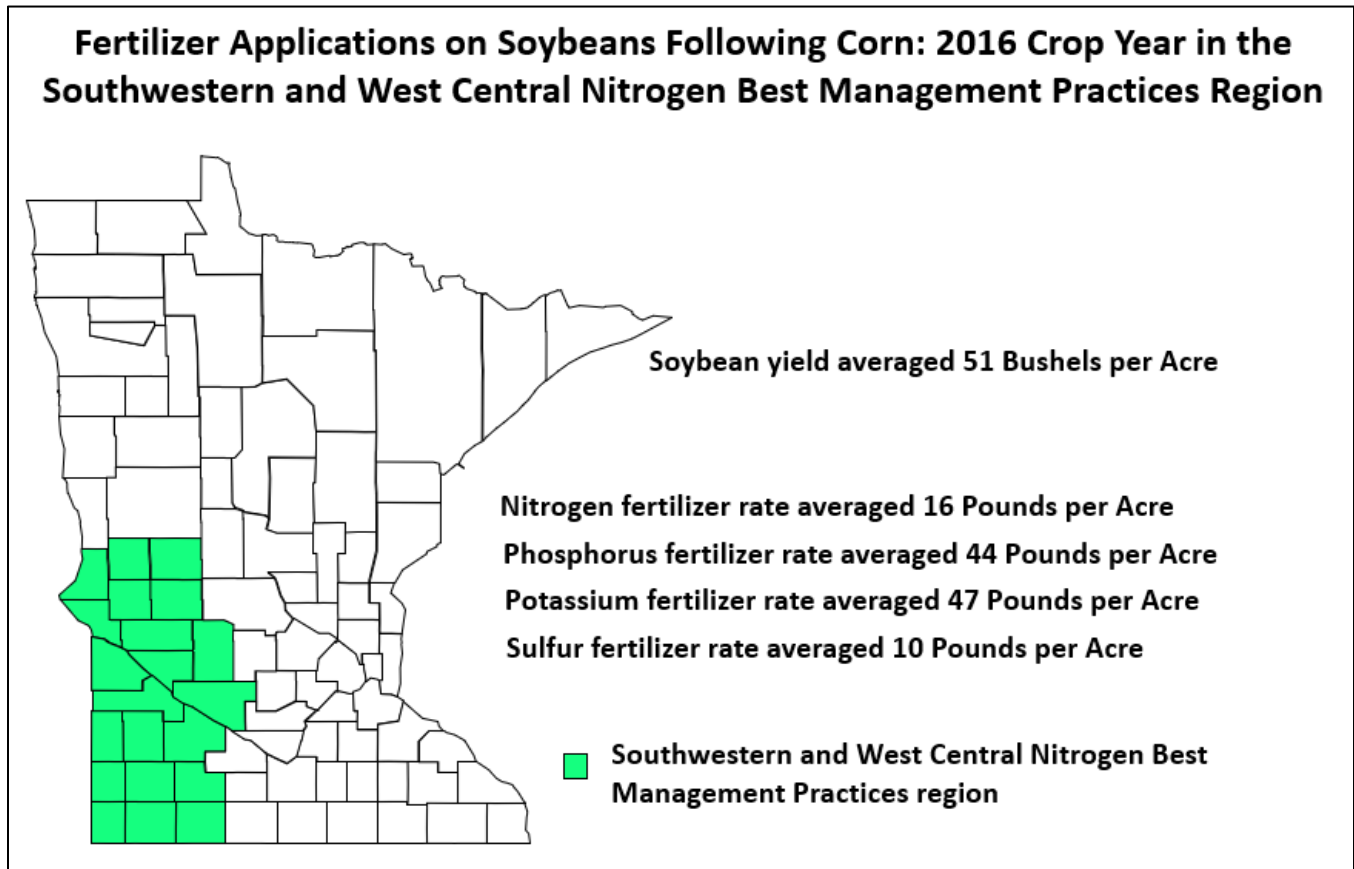 Fertilizer Applications on Soybeans Following Corn: 2016 Crop Year in the
Southwestern and West Central Nitrogen Best Management Practices Region
Soybean yield averaged 51 Bushels per Acre
Nitrogen fertilizer rate averaged 16 Pounds per Acre
Phosphorus fertilizer rate averaged 44 Pounds per Acre
Potassium fertilizer rate averaged 47 Pounds per Acre
Sulfur fertilizer rate averaged 10 Pounds per Acre
Southwestern and West Central Nitrogen Best
Management Practices region